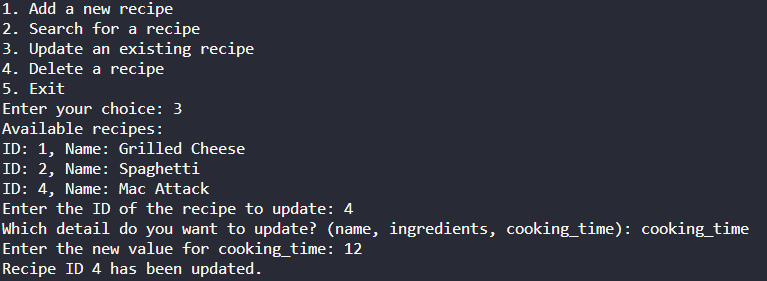 1. Add a new recipe
2. Search for a recipe
3. Update an existing recipe
4. Delete a recipe
5. Exit
Enter your choice: 3
Available recipes:
ID: 1, Name: Grilled Cheese
ID: 2, Name: Spaghetti
ID: 4, Name: Mac Attack
Enter the ID of the recipe to update: 4
Which detail do you want to update? (name, ingredients, cooking_time): cooking_time
Enter the new value for cooking_time: 12
Recipe ID 4 has been updated.